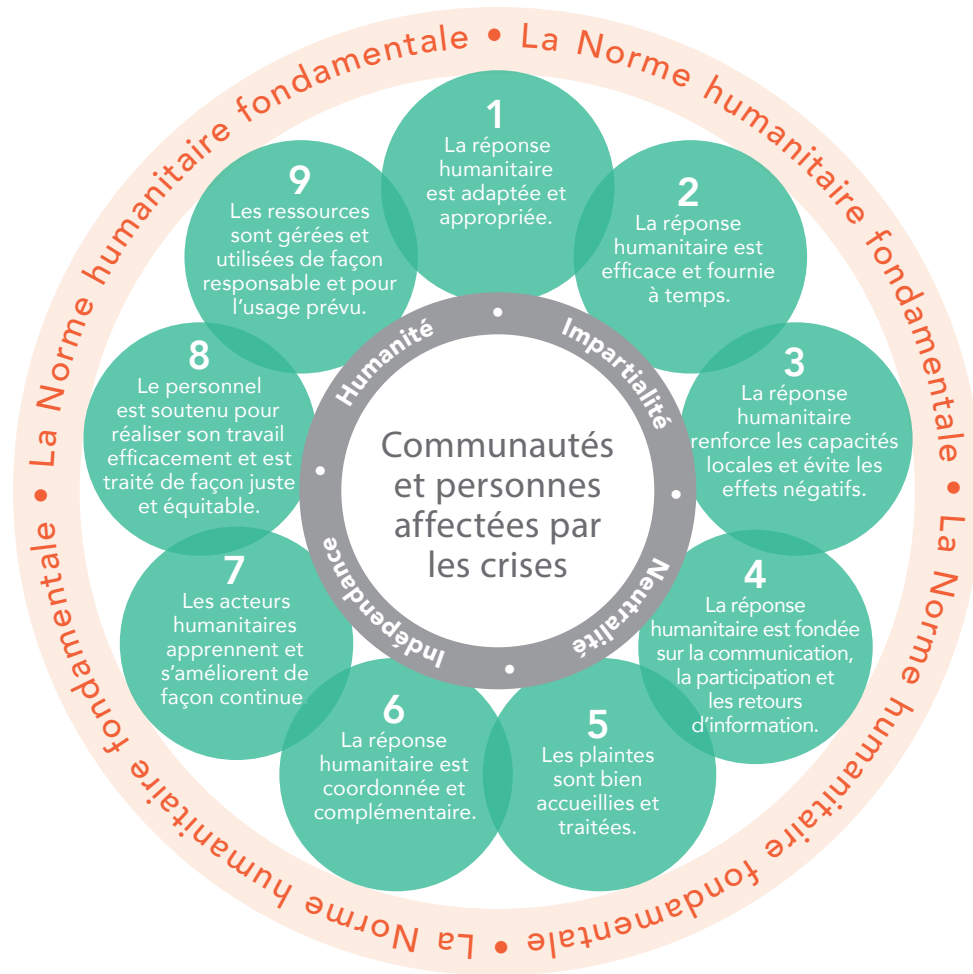 La Norme humanitaire fondamentale • La Norme humanitaire fondamentale • La Norme humanitaire fondamentale • La Norme humanitaire fondamentale •
1
La réponse
humanitaire
est adaptée et
appropriée.
2
La réponse
humanitaire est
efficace et fournie
à temps.
3
La réponse
humanitaire
renforce les capacités
locales et évite les
effets négatifs.
4
La réponse
humanitaire est fondée
sur la communication,
la participation et
les retours
d'information.
5
Les plaintes
sont bien
accueillies et
traitées.
6
La réponse
humanitaire est
coordonnée et
complémentaire.
7
Les acteurs
humanitaires
apprennent et
s'améliorent de
façon continue
8
Le personnel
est soutenu pour
réaliser son travail
efficacement et est
traité de façon juste
et équitable.
9
Les ressources
sont gérées et
utilisées de façon
responsable et pour
l'usage prévu.
Humanité • Impartialité • Neutralité • Indépendance •
Communautés
et personnes
affectées par
les crises